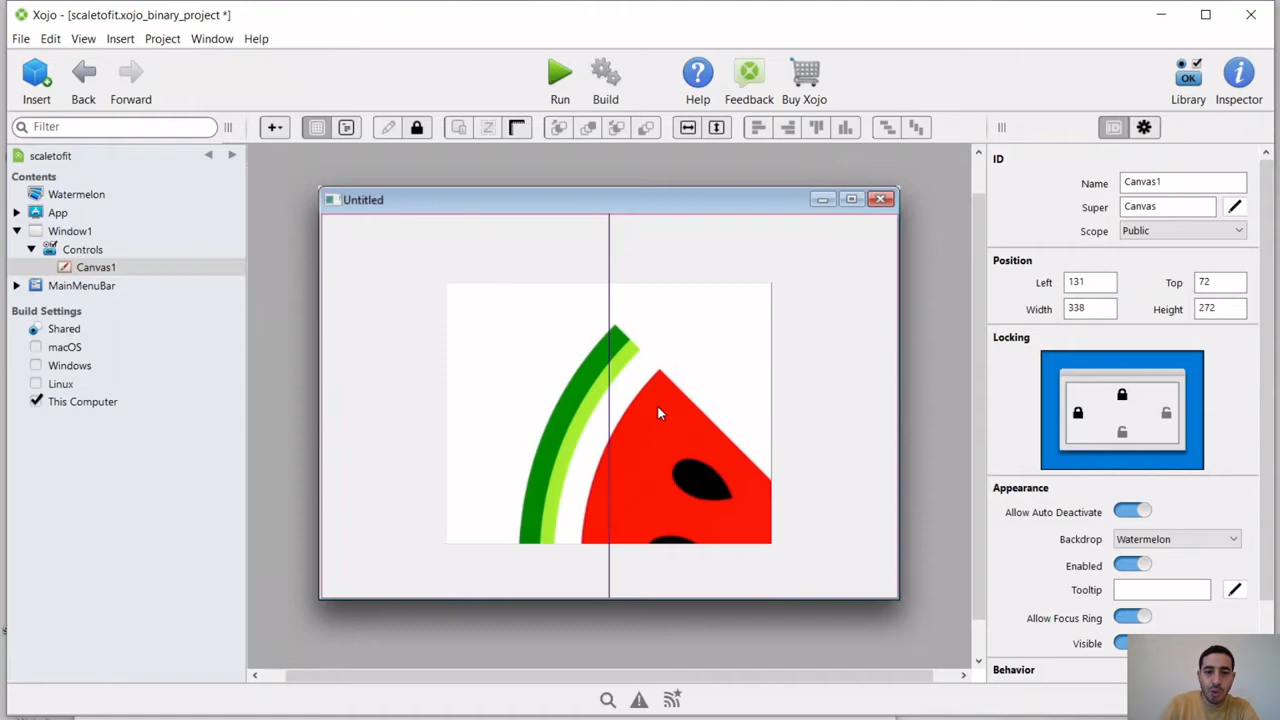 Xojo - [scaletofit.xojo_binary_project *]
File Edit View Insert Project Window Help
Insert Back Forward Run Build Help Feedback Buy Xojo OK Library Inspector
Filter
scaletofit
Contents
Watermelon
App
Window1
Controls
Canvas1
MainMenuBar
Build Settings
Shared
macOS
Windows
Linux
This Computer
Untitled
ID
ID
Name Canvas1
Super Canvas
Scope Public
Position
Left 131 Top 72
Width 338 Height 272
Locking
Appearance
Allow Auto Deactivate
Backdrop Watermelon
Enabled
Tooltip
Allow Focus Ring
Visible
Behavior